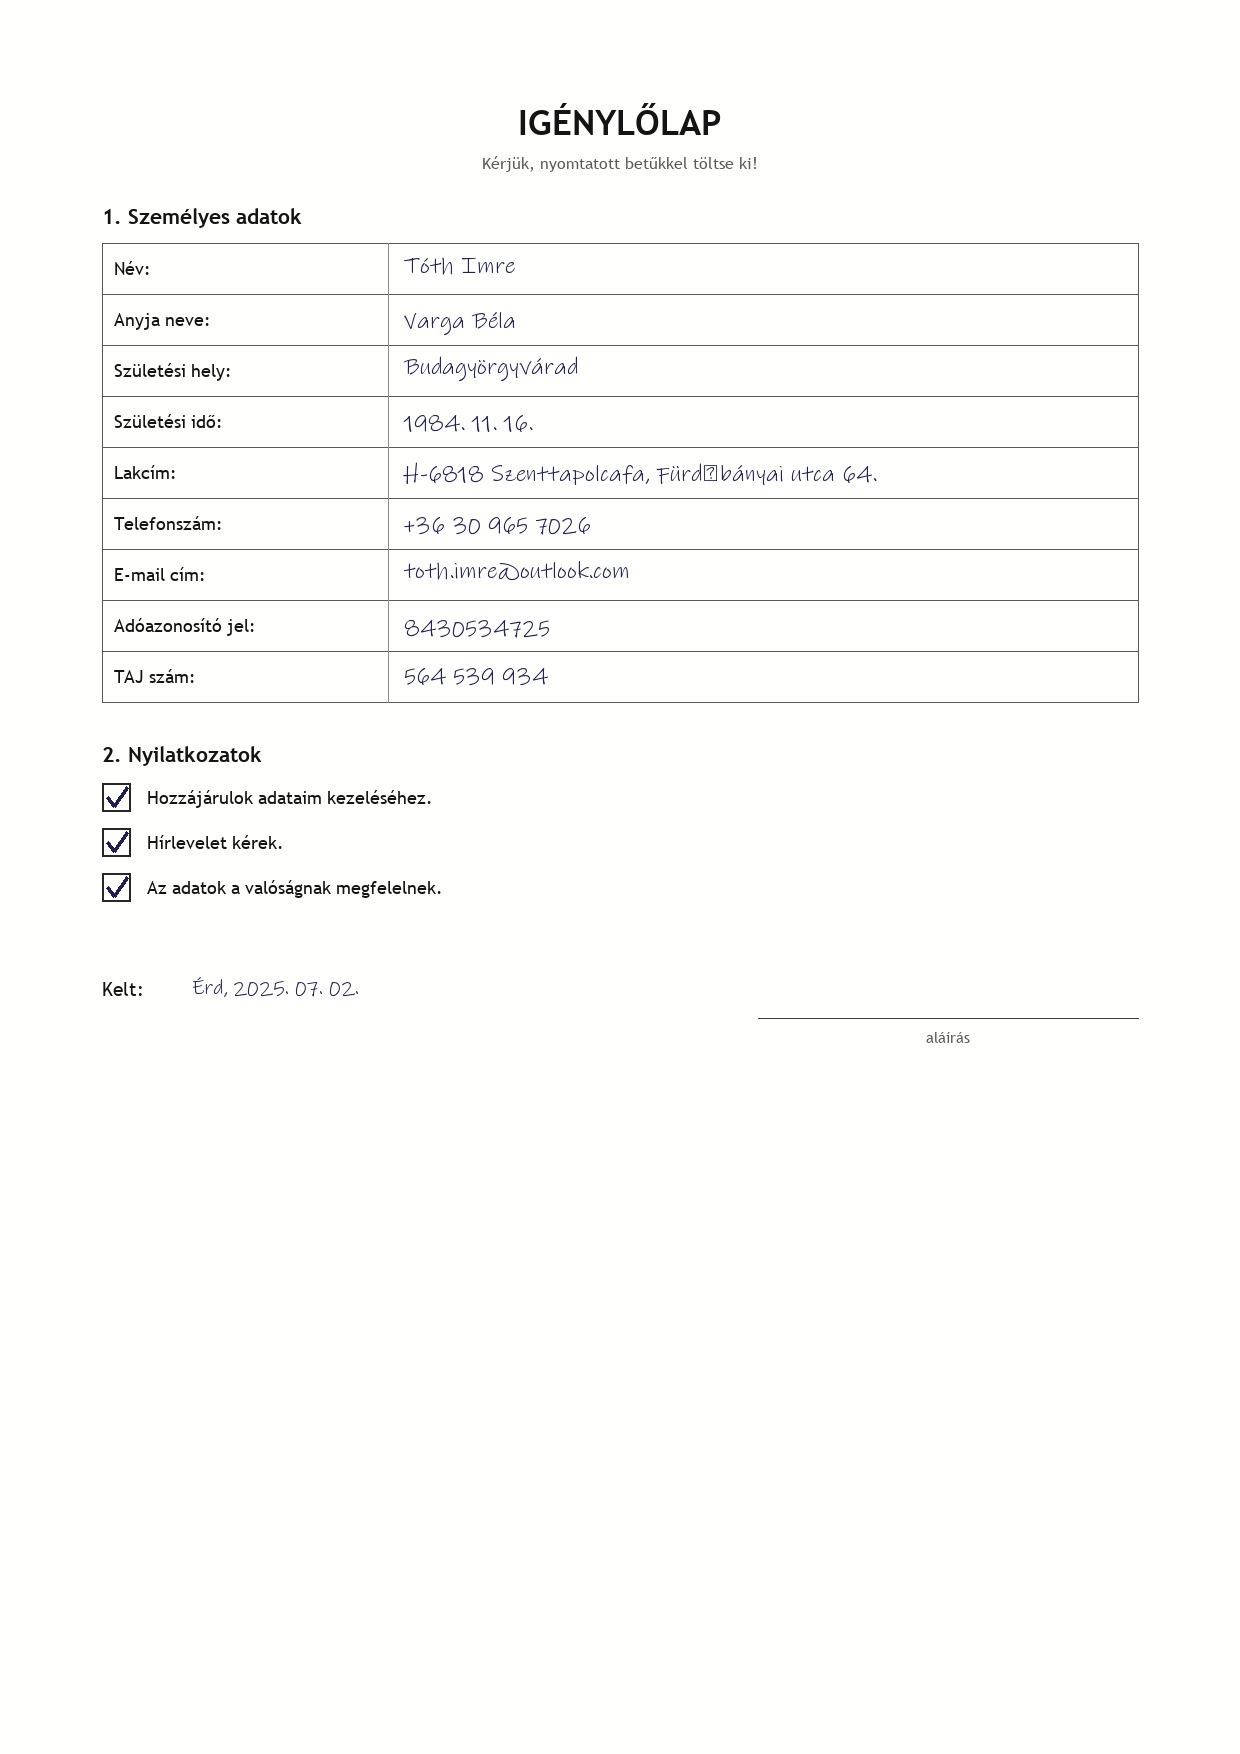 IGÉNYLŐLAP
Kérjük, nyomtatott betűkkel töltse ki!
1. Személyes adatok
Név: Tóth Imre
Anyja neve: Varga Béla
Születési hely: Budagyörgyvárad
Születési idő: 1984. 11. 16.
Lakcím: H-6818 Szenttapolcafa, utca 64.
Telefonszám: +36 30 965 7026
E-mail cím: toth.imre@outlook.com
Adóazonosító jel: 8430534725
TAJ szám: 564 539 934
2. Nyilatkozatok
Hozzájárulok adataim kezeléséhez.
Hírlevelet kérek.
Az adatok a valóságnak megfelelnek.
Kelt: Érd, 2025. 07. 02.
aláírás